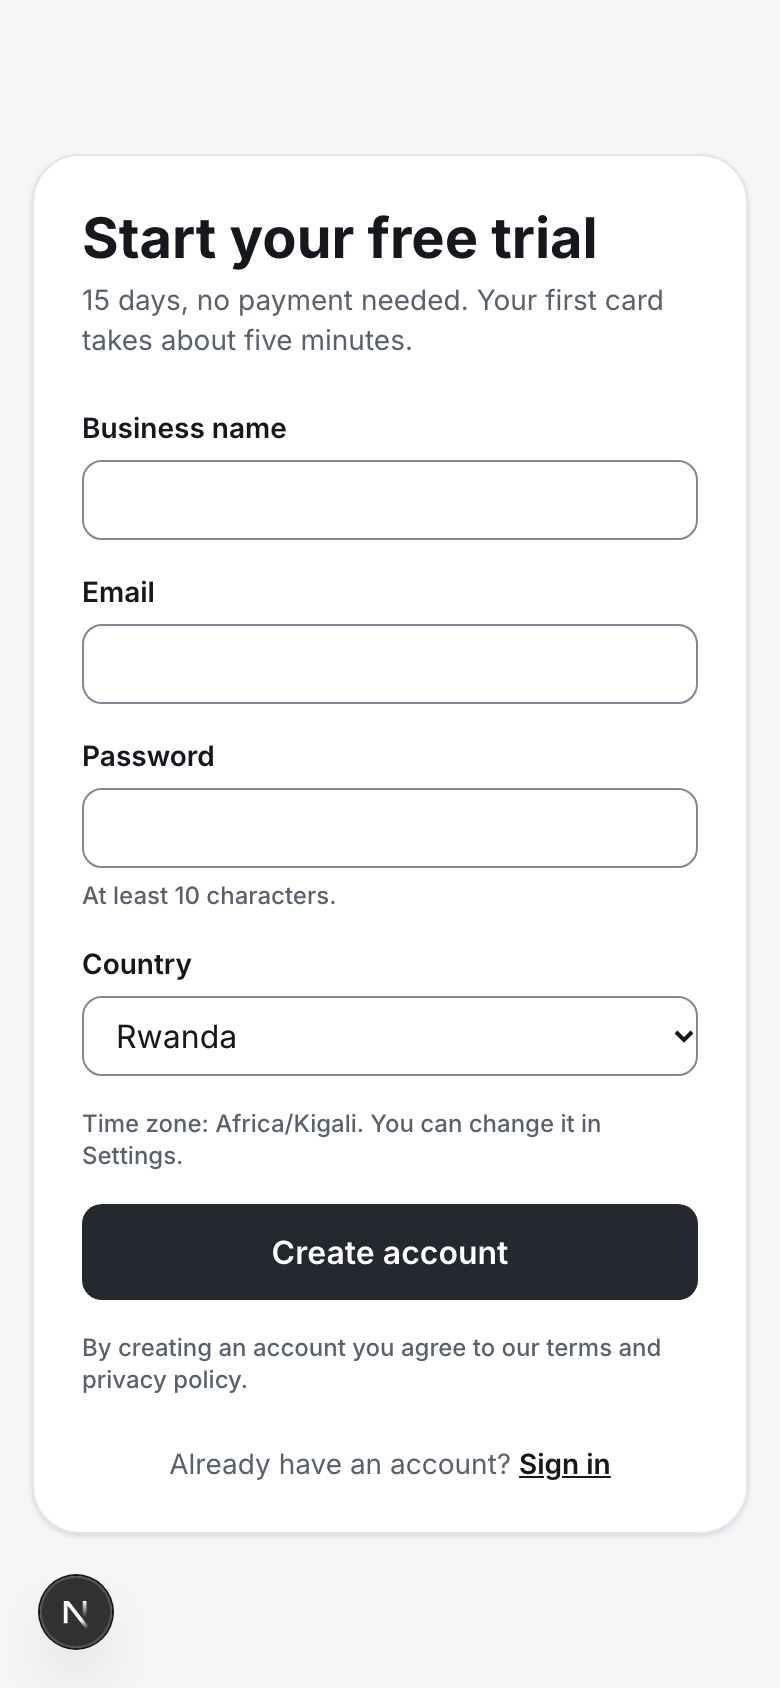 Start your free trial
15 days, no payment needed. Your first card
takes about five minutes.
Business name
Email
Password
At least 10 characters.
Country
Rwanda
Time zone: Africa/Kigali. You can change it in
Settings.
Create account
By creating an account you agree to our terms and
privacy policy.
Already have an account? Sign in
N